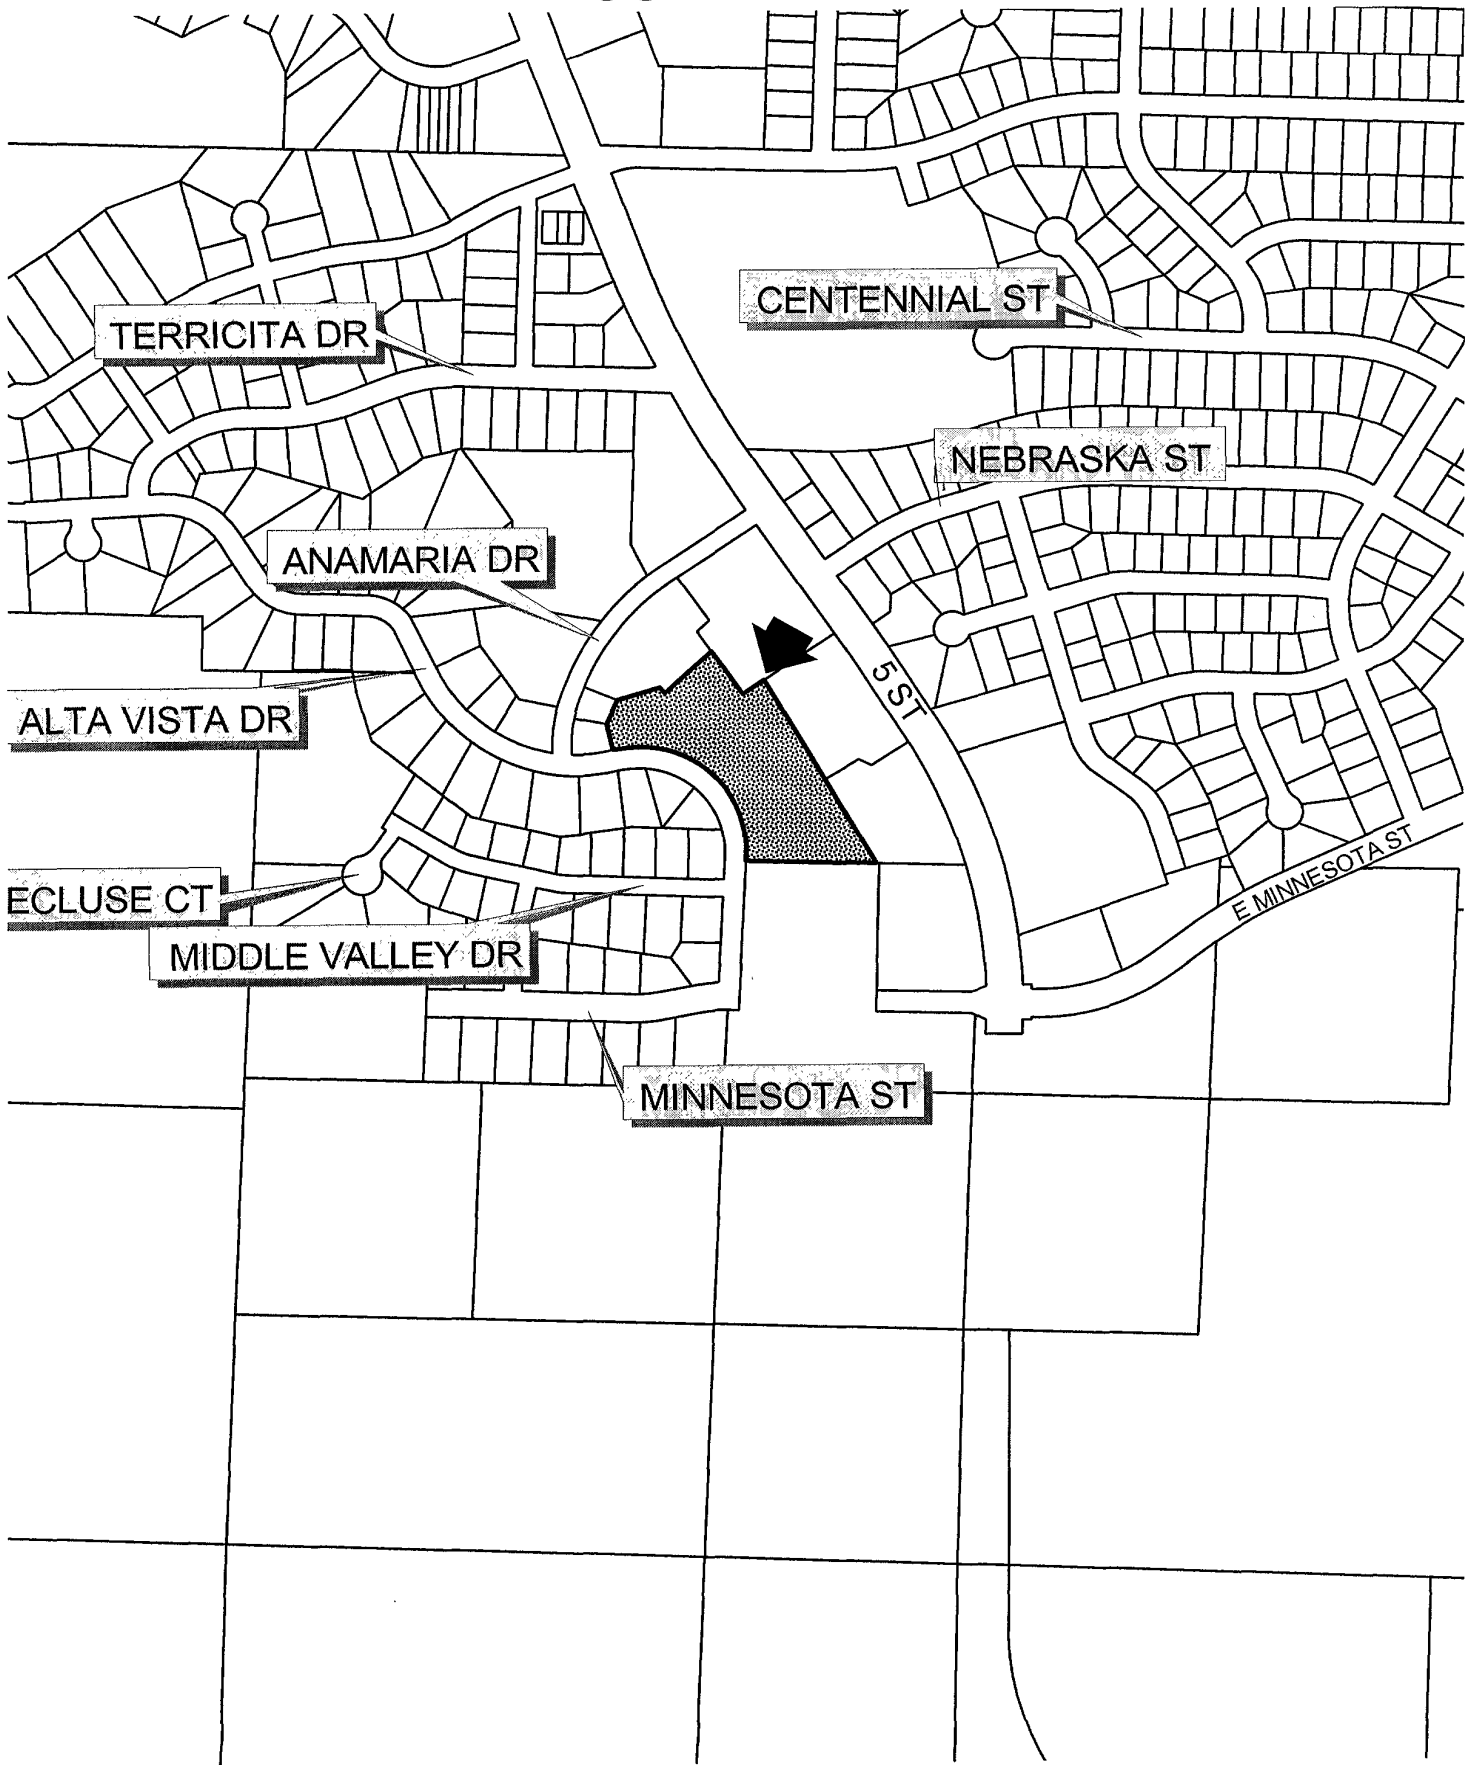 CENTENNIAL ST
TERRICITA DR
NEBRASKA ST
ANAMARIA DR
5 ST
ALTA VISTA DR
E MINNESOTA ST
ECLUSE CT
MIDDLE VALLEY DR
MINNESOTA ST